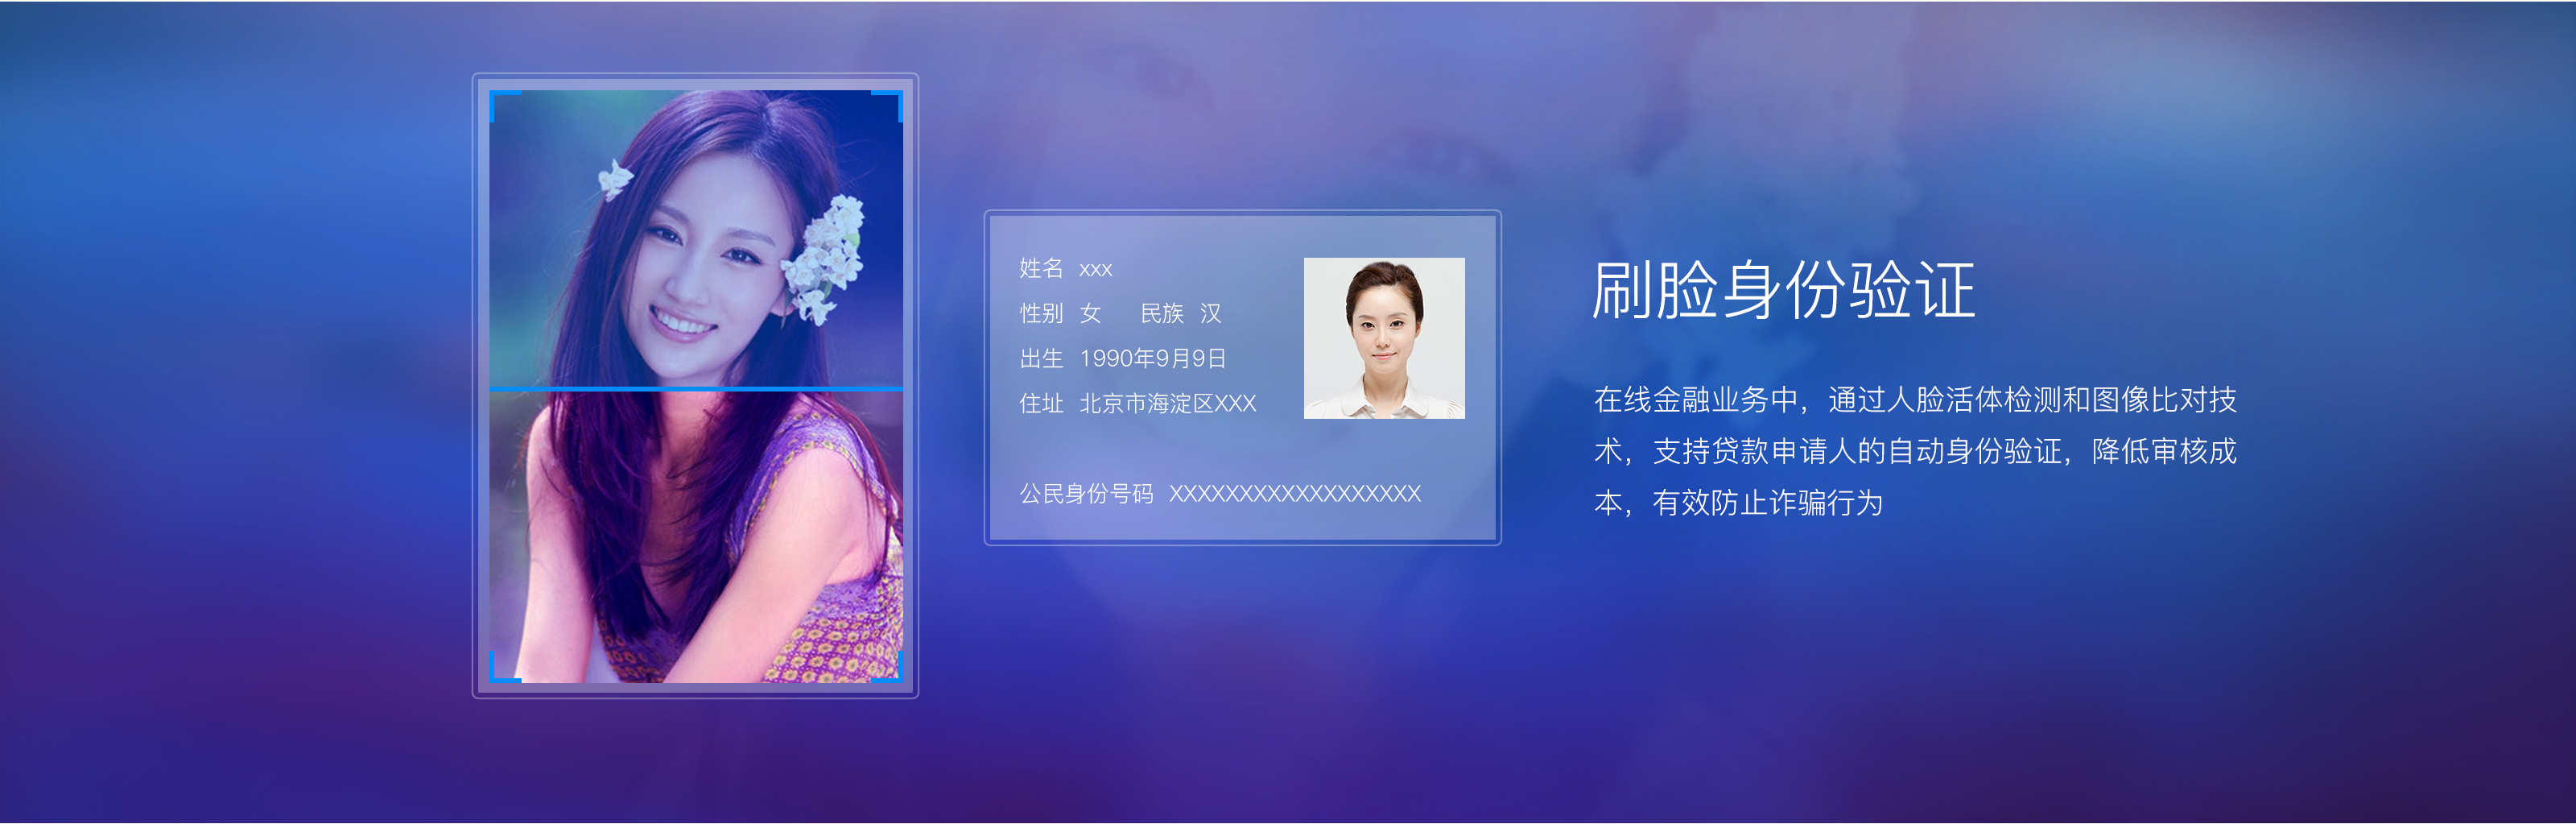 姓名 xxx
性别 女 民族 汉
出生 1990年9月9日
住址 北京市海淀区XXX
公民身份号码 XXXXXXXXXXXXXXXXXX
刷脸身份验证
在线金融业务中，通过人脸活体检测和图像比对技
术，支持贷款申请人的自动身份验证，降低审核成
本，有效防止诈骗行为